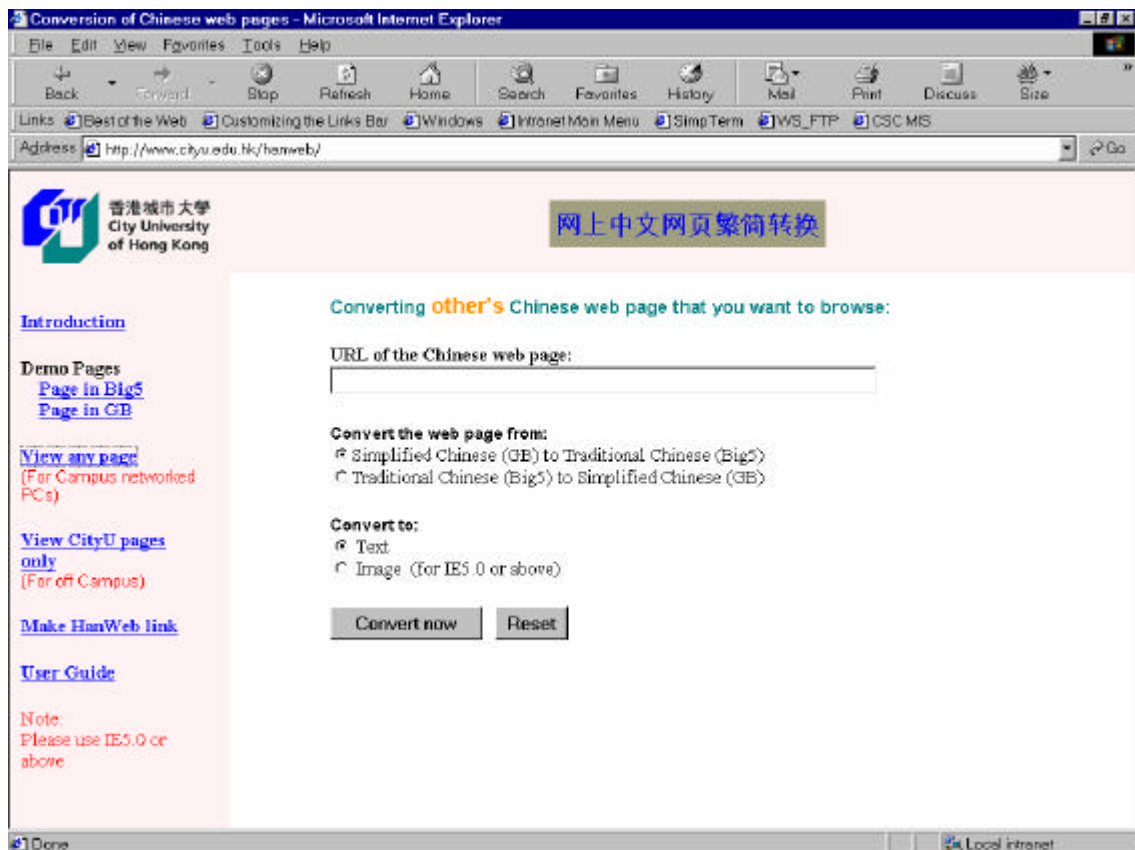 Conversion of Chinese web pages - Microsoft Internet Explorer
File Edit View Favorites Tools Help
Back Forward Stop Refresh Home Search Favorites History Mail Print Discuss Size »
Links Best of the Web Customizing the Links Bar Windows Intranet Main Menu SimpTerm WS_FTP CSC MIS
Address http://www.cityu.edu.hk/hanweb/ Go
香港城市大學
City University
of Hong Kong
网上中文网页繁简转换
Introduction
Demo Pages
Page in Big5
Page in GB
View any page
(For Campus networked
PCs)
View CityU pages
only
(For off Campus)
Make HanWeb link
User Guide
Note:
Please use IE5.0 or
above
Converting other's Chinese web page that you want to browse:
URL of the Chinese web page:
Convert the web page from:
Simplified Chinese (GB) to Traditional Chinese (Big5)
Traditional Chinese (Big5) to Simplified Chinese (GB)
Convert to:
Text
Image (for IE5.0 or above)
Convert now Reset
Done Local intranet